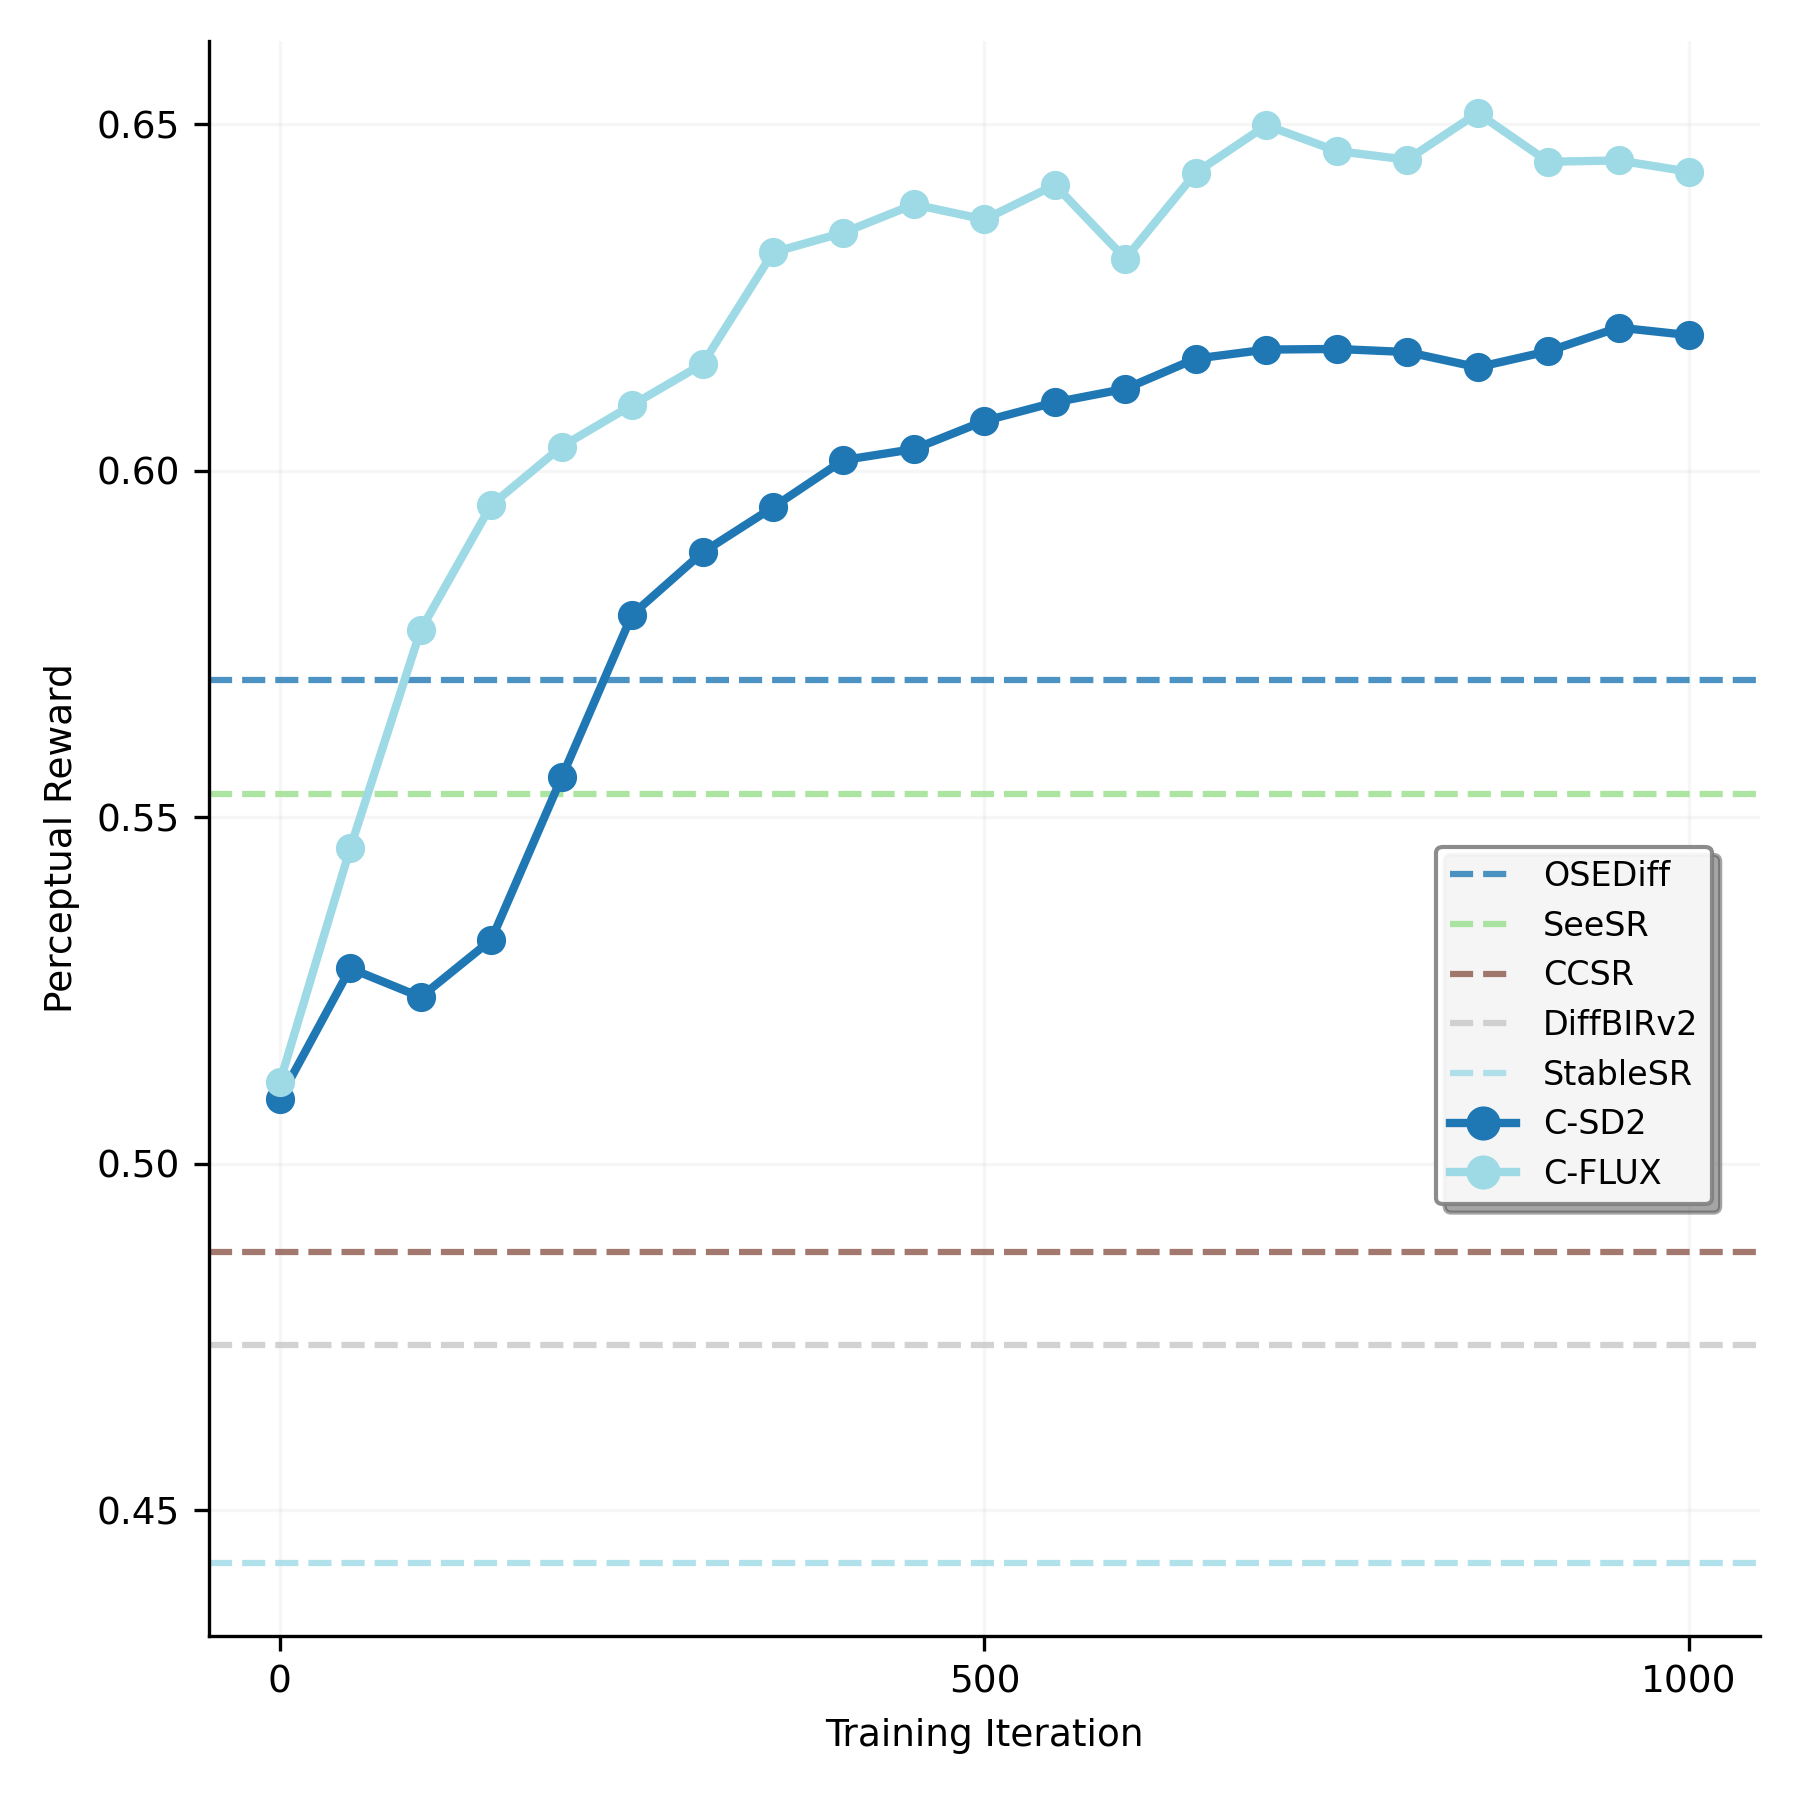 0.65
0.60
0.55
0.50
0.45
Perceptual Reward
OSEDiff
SeeSR
CCSR
DiffBIRv2
StableSR
C-SD2
C-FLUX
0
500
1000
Training Iteration